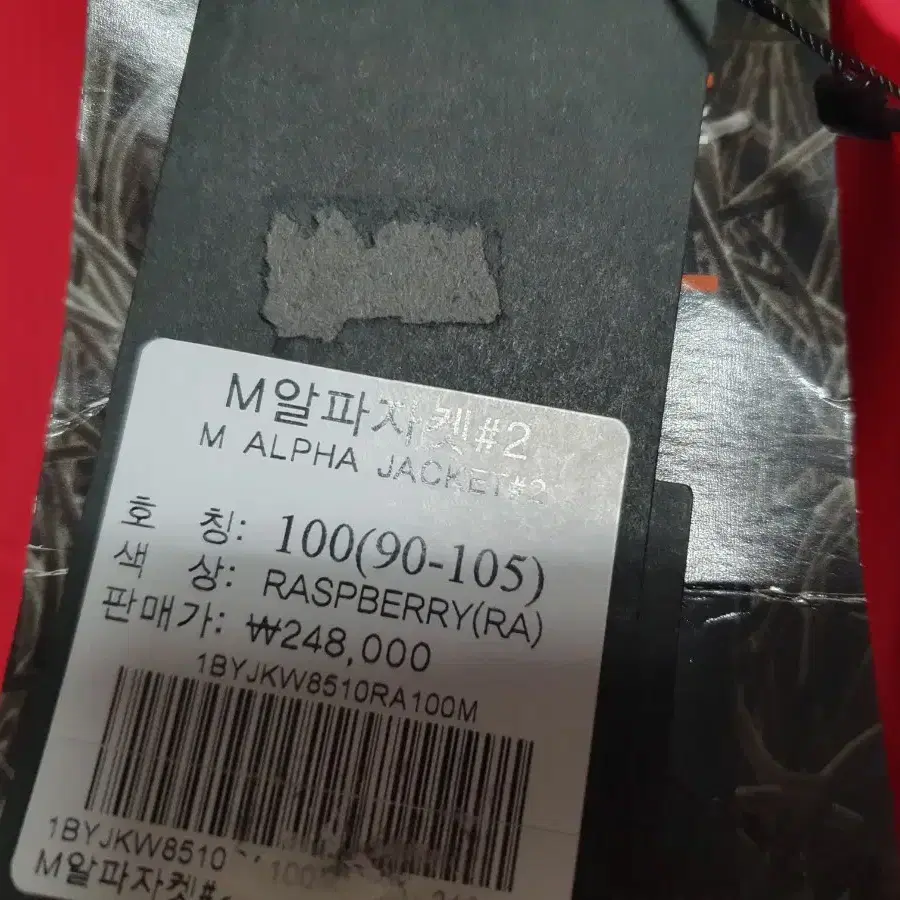 M알파자켓#2
M ALPHA JACKET#2
호 칭: 100(90-105)
색 상: RASPBERRY(RA)
판매가: ₩248,000
1BYJKW8510RA100M
1BYJKW8510 100
M알파자켓#